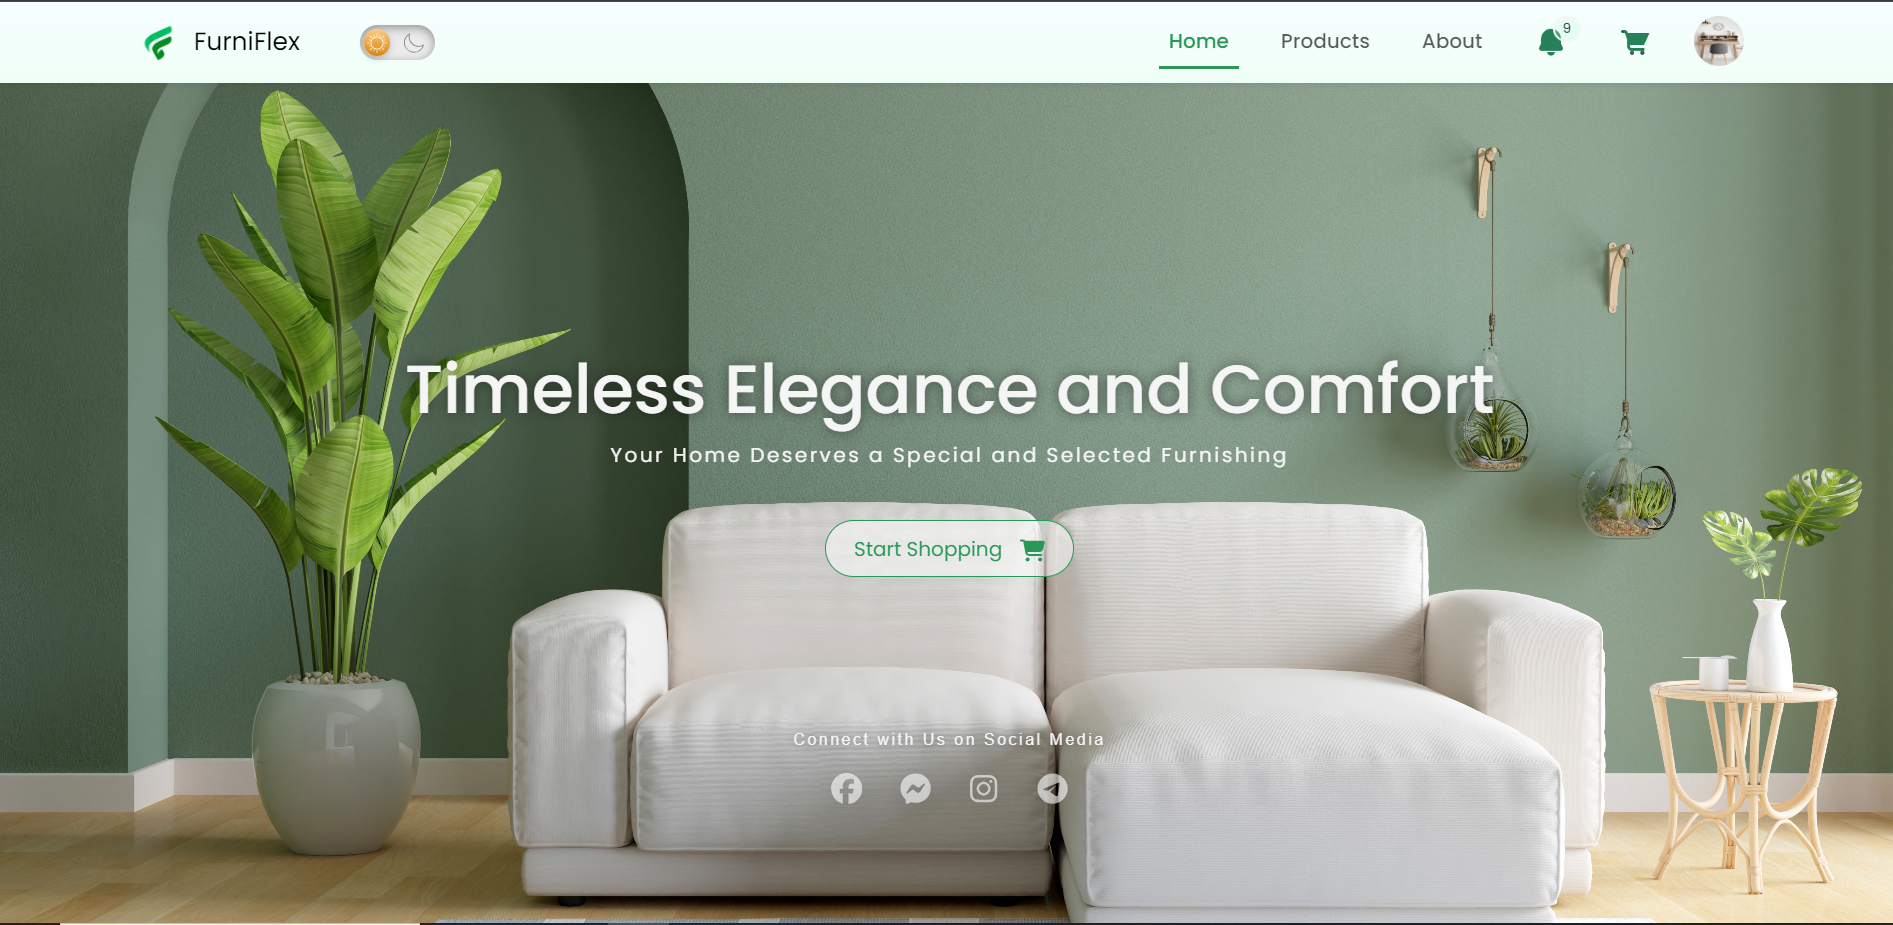 FurniFlex
Home
Products
About
9
Timeless Elegance and Comfort
Your Home Deserves a Special and Selected Furnishing
Start Shopping
Connect with Us on Social Media